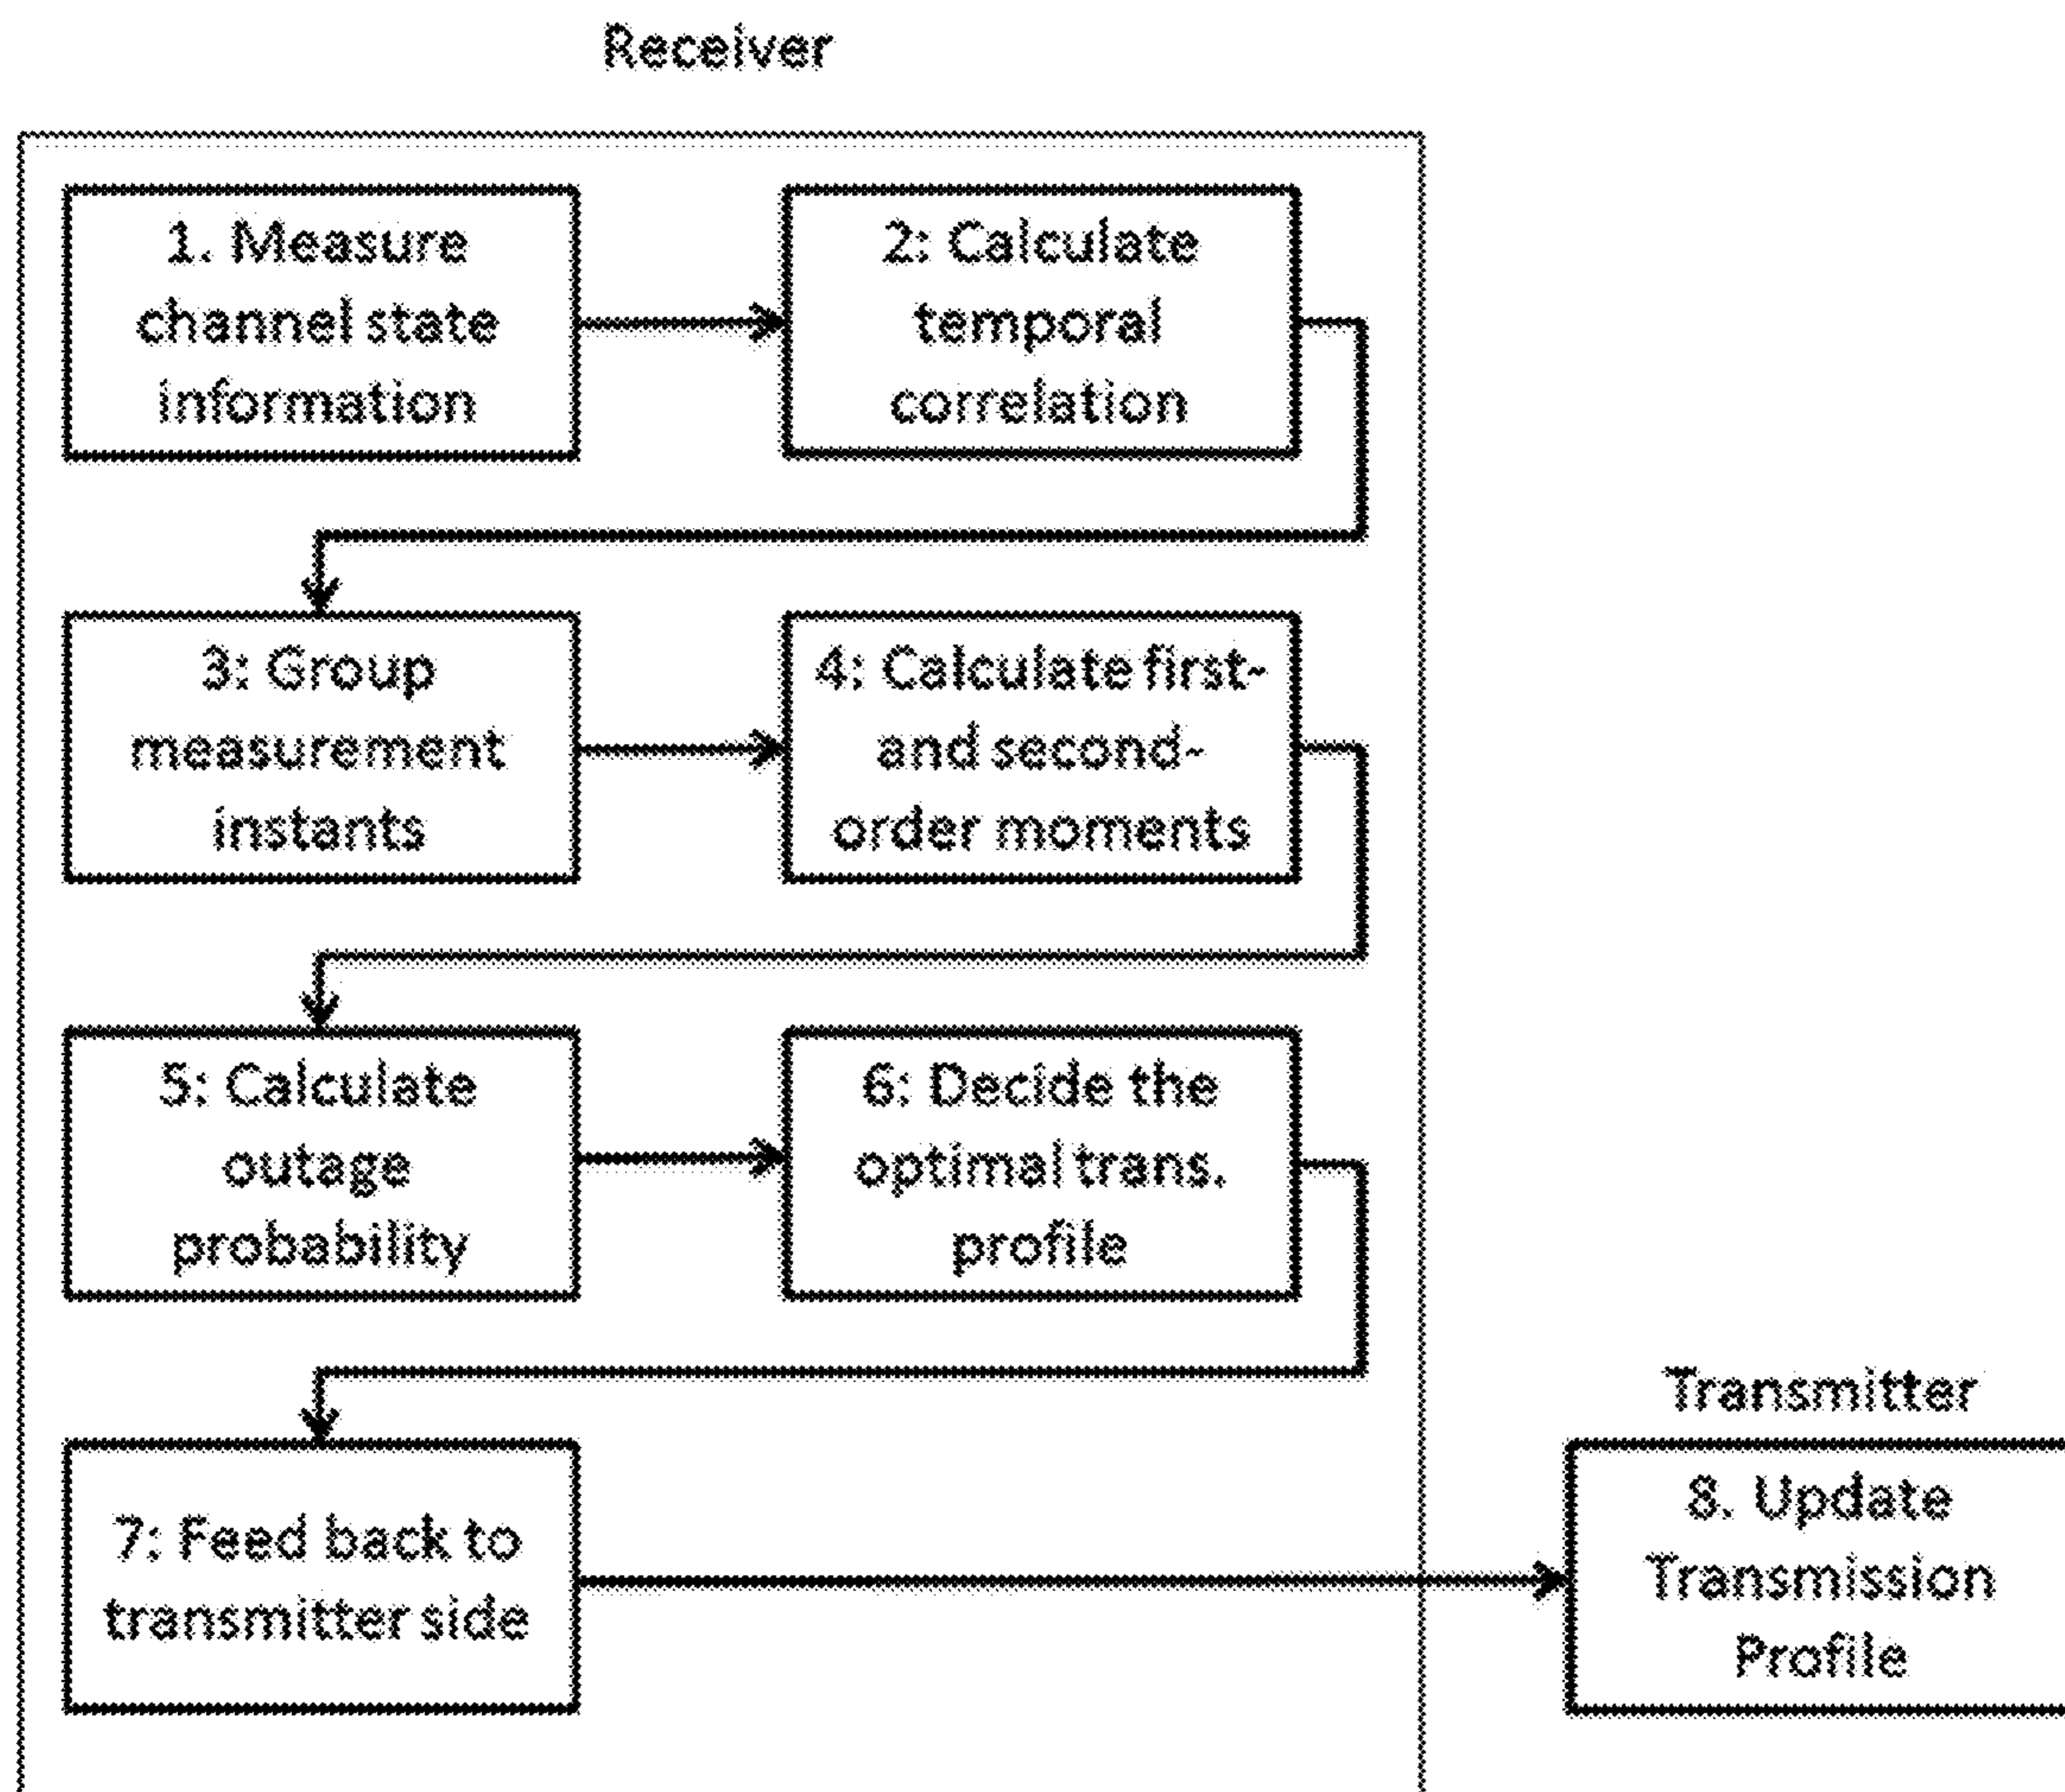 Receiver
1. Measure
channel state
information
2: Calculate
temporal
correlation
3: Group
measurement
instants
4: Calculate first-
and second-
order moments
5: Calculate
outage
probability
6: Decide the
optimal trans.
profile
7: Feed back to
transmitter side
Transmitter
8. Update
Transmission
Profile